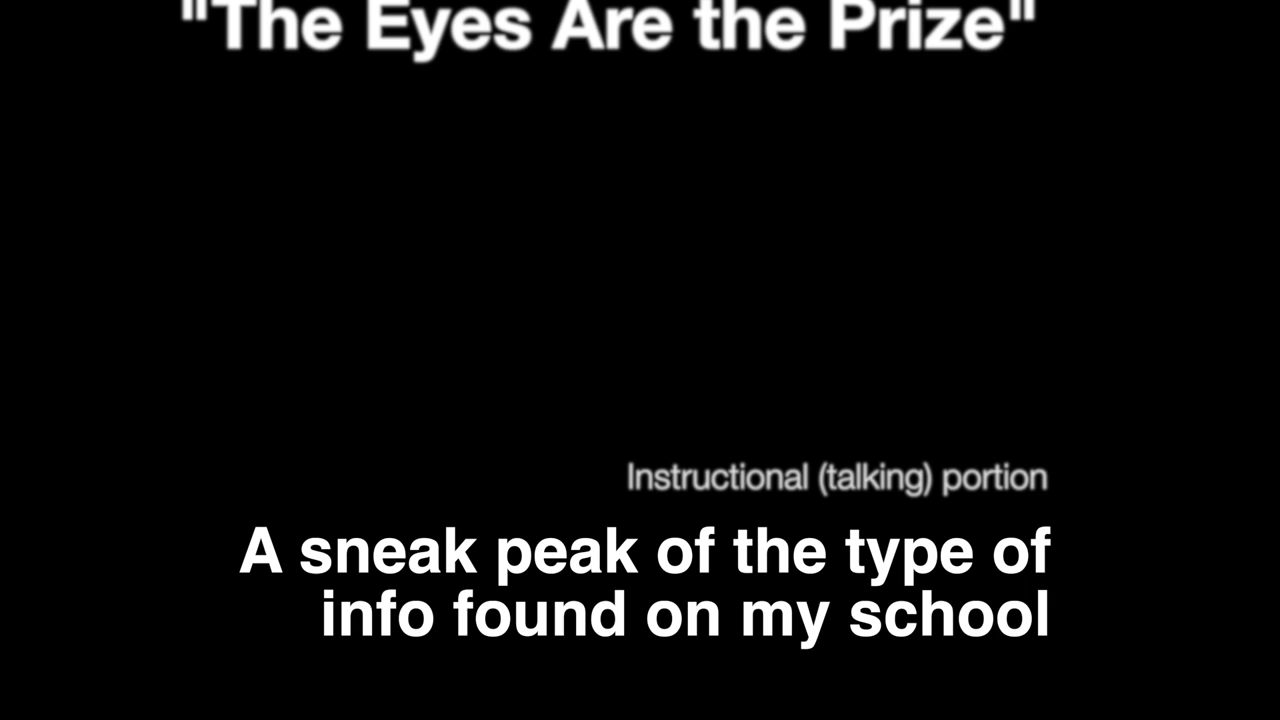 "The Eyes Are the Prize"
Instructional (talking) portion
A sneak peak of the type of
info found on my school